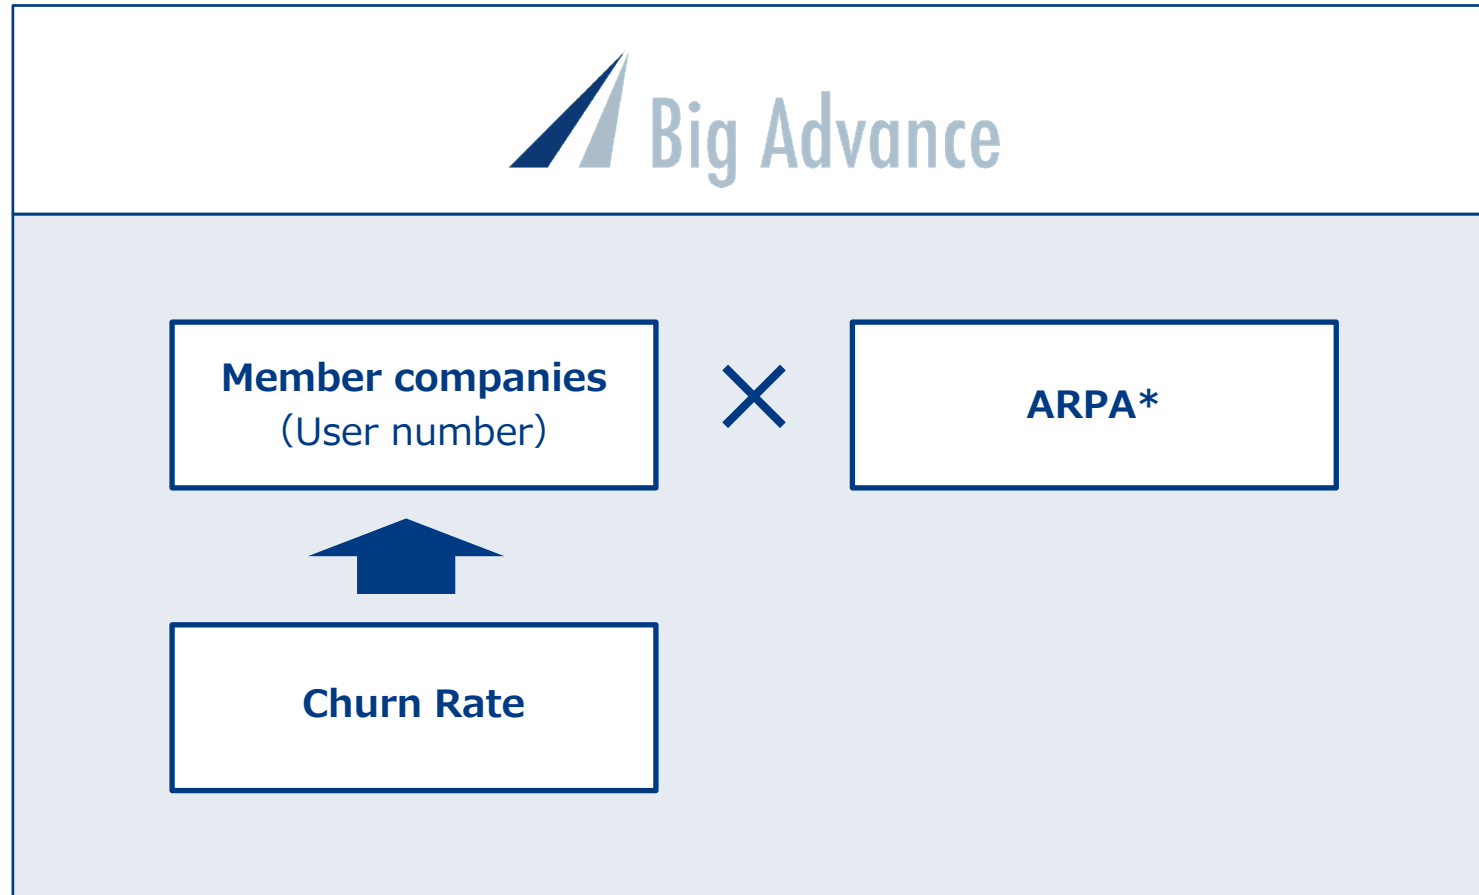 Big Advance
Member companies
（User number）
×
ARPA*
Churn Rate